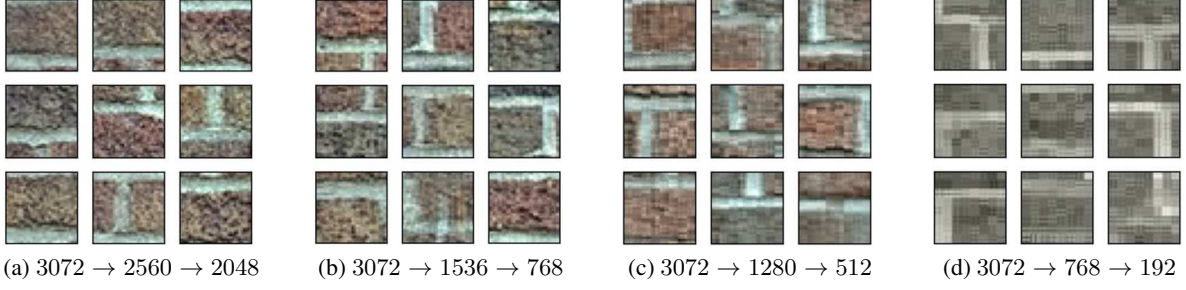 (a) 3072 → 2560 → 2048
(b) 3072 → 1536 → 768
(c) 3072 → 1280 → 512
(d) 3072 → 768 → 192